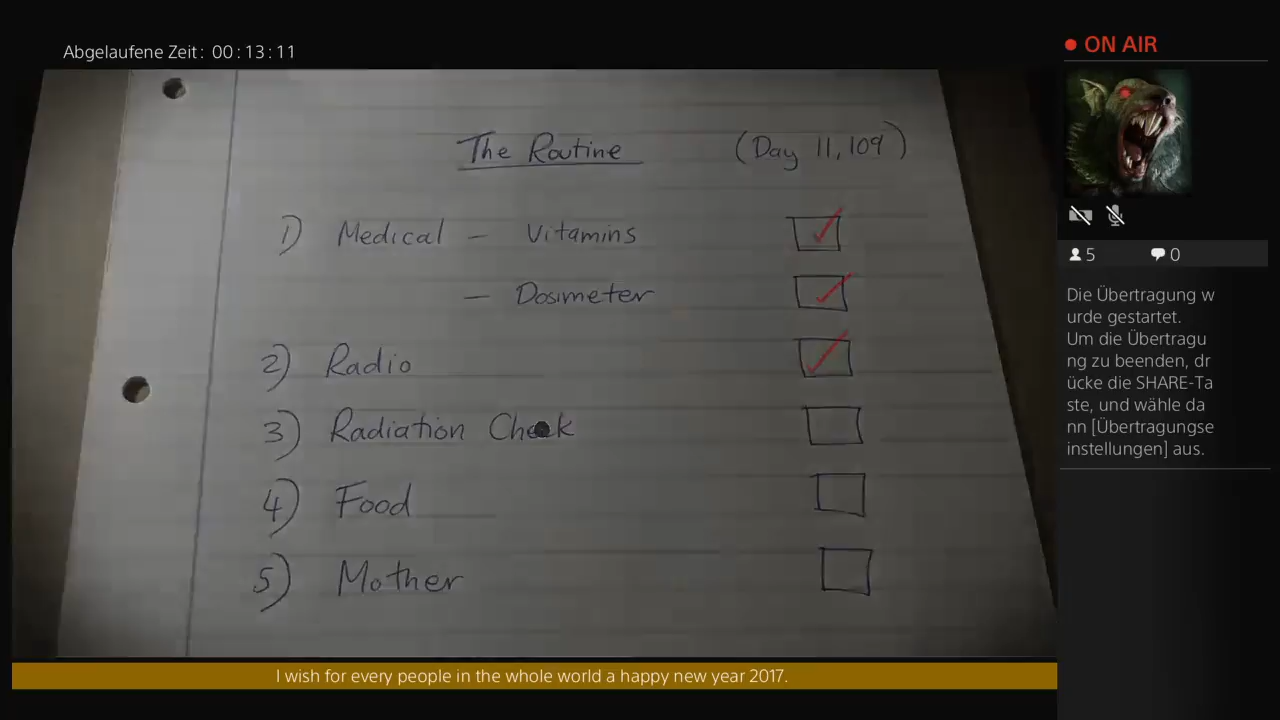 Abgelaufene Zeit: 00:13:11
ON AIR
The Routine (Day 11,109)
1) Medical - Vitamins
- Dosimeter
2) Radio
3) Radiation Check
4) Food
5) Mother
5 0
Die Übertragung w
urde gestartet.
Um die Übertragu
ng zu beenden, dr
ücke die SHARE-Ta
ste, und wähle da
nn [Übertragungse
instellungen] aus.
I wish for every people in the whole world a happy new year 2017.